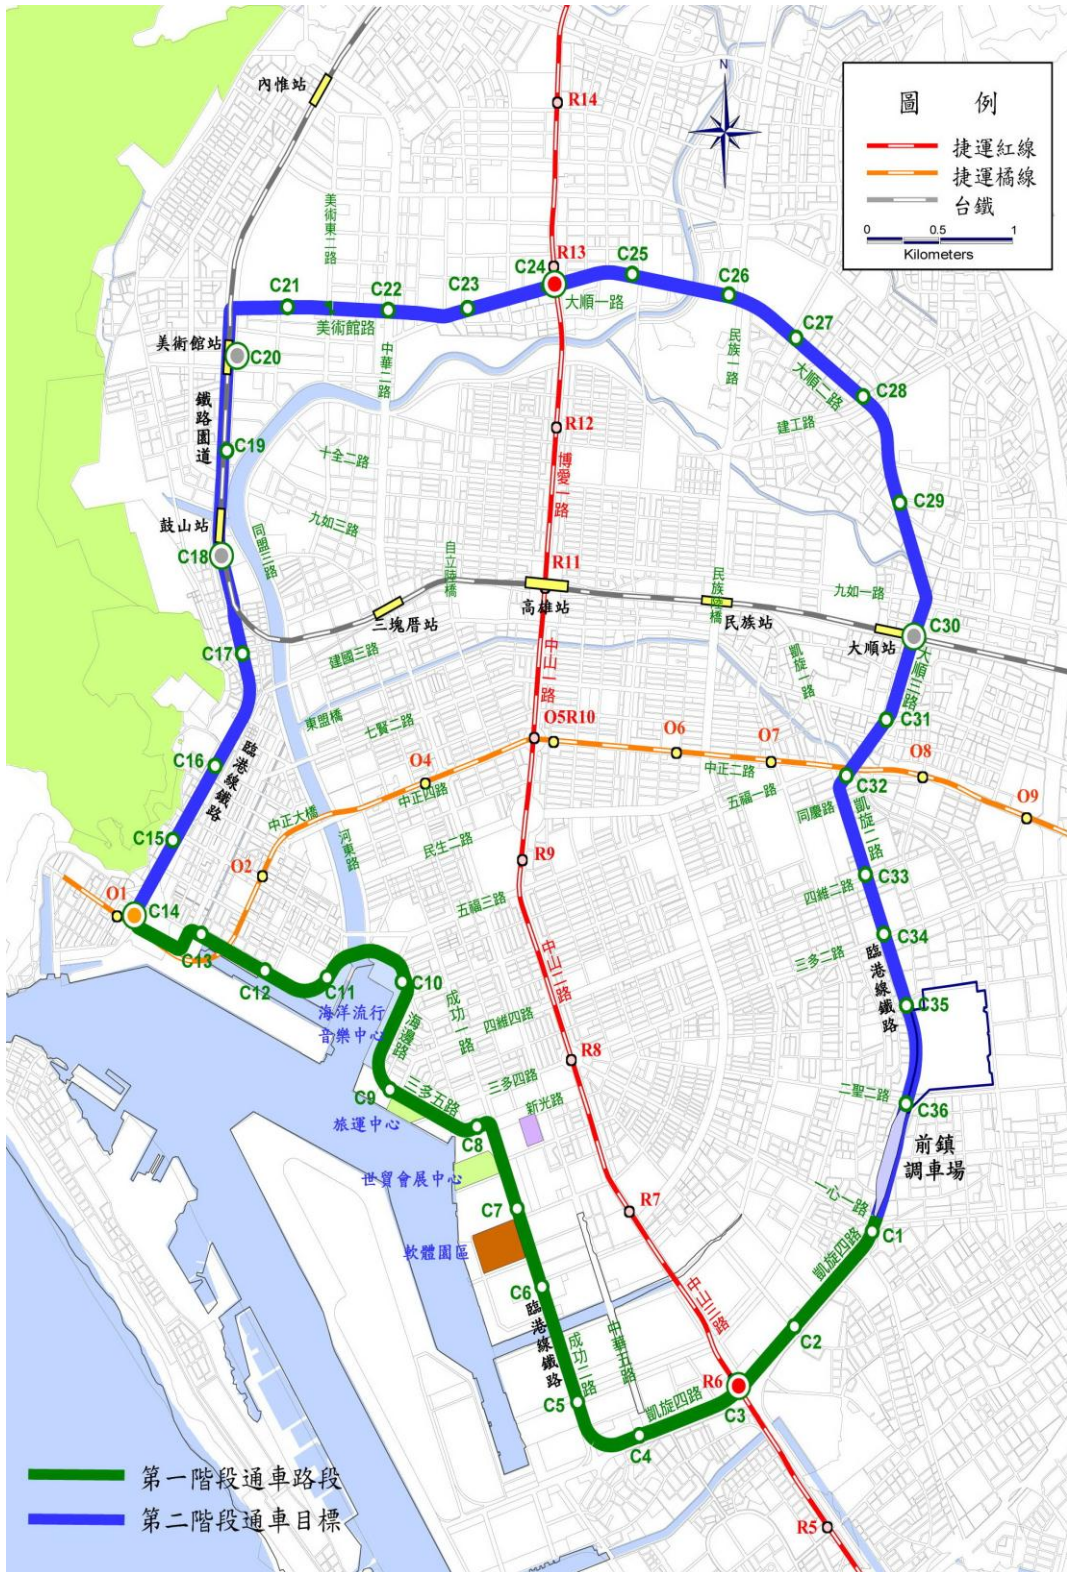 內惟站
R14
N
圖 例
捷運紅線
捷運橘線
台鐵
0 0.5 1
Kilometers
美術東二路
R13
C24
C25
C26
C21
C22
C23
大順一路
美術館路
C27
美術館站
C20
中華二路
民族一路
大順二路
C28
鐵路園道
建工路
R12
C19
十全二路
博愛一路
C29
鼓山站
九如三路
同盟三路
自立陸橋
C18
R11
民族陸橋
九如一路
高雄站
三塊厝站
民族站
C30
大順站
C17
建國三路
中山一路
凱旋一路
大順三路
東盟橋
七賢二路
C31
O5R10
O6
O7
C16
臨港線鐵路
O4
中正二路
O8
C32
中正四路
五福一路
同慶路
凱旋二路
O9
中正大橋
C15
河東路
民生二路
R9
O2
四維二路
C33
O1
C14
五福三路
C13
中山二路
C34
三多二路
臨港線鐵路
C12
C11
C10
成功一路
C35
海洋流行
音樂中心
海邊路
四維四路
R8
C9
三多五路
三多四路
新光路
二聖二路
C36
旅運中心
C8
前鎮
調車場
世貿會展中心
C7
R7
一心一路
C1
軟體園區
凱旋四路
C6
中山三路
臨港線鐵路
成功二路
中華五路
C2
R6
C5
凱旋四路
C3
C4
第一階段通車路段
第二階段通車目標
R5